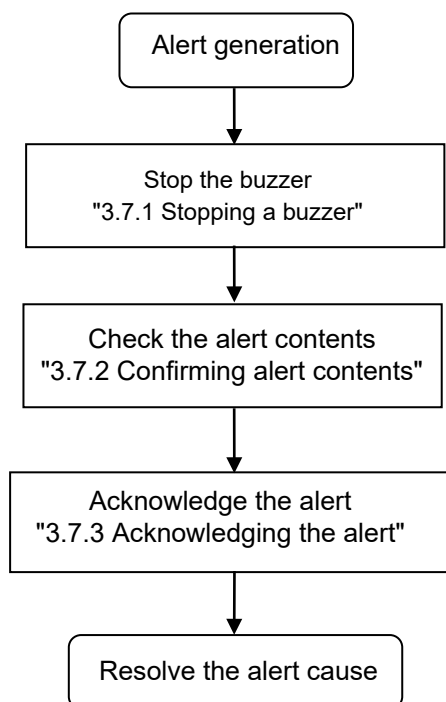 Alert generation
Stop the buzzer
"3.7.1 Stopping a buzzer"
Check the alert contents
"3.7.2 Confirming alert contents"
Acknowledge the alert
"3.7.3 Acknowledging the alert"
Resolve the alert cause